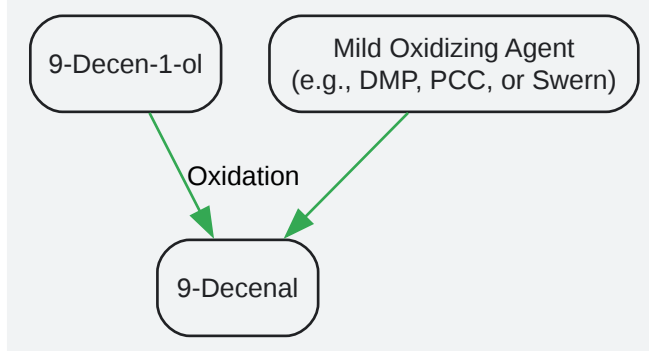 9-Decen-1-ol
Mild Oxidizing Agent
(e.g., DMP, PCC, or Swern)
Oxidation
9-Decenal